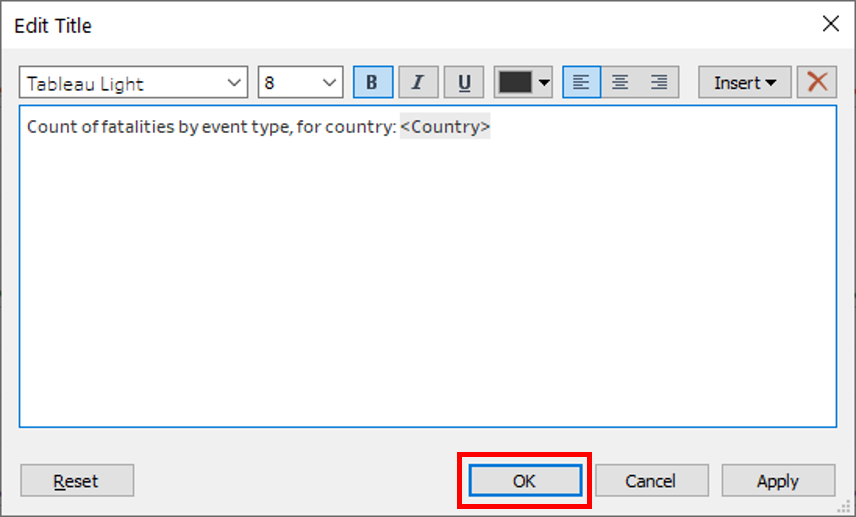 Edit Title
Tableau Light 8 B I U Insert
Count of fatalities by event type, for country: <Country>
Reset OK Cancel Apply